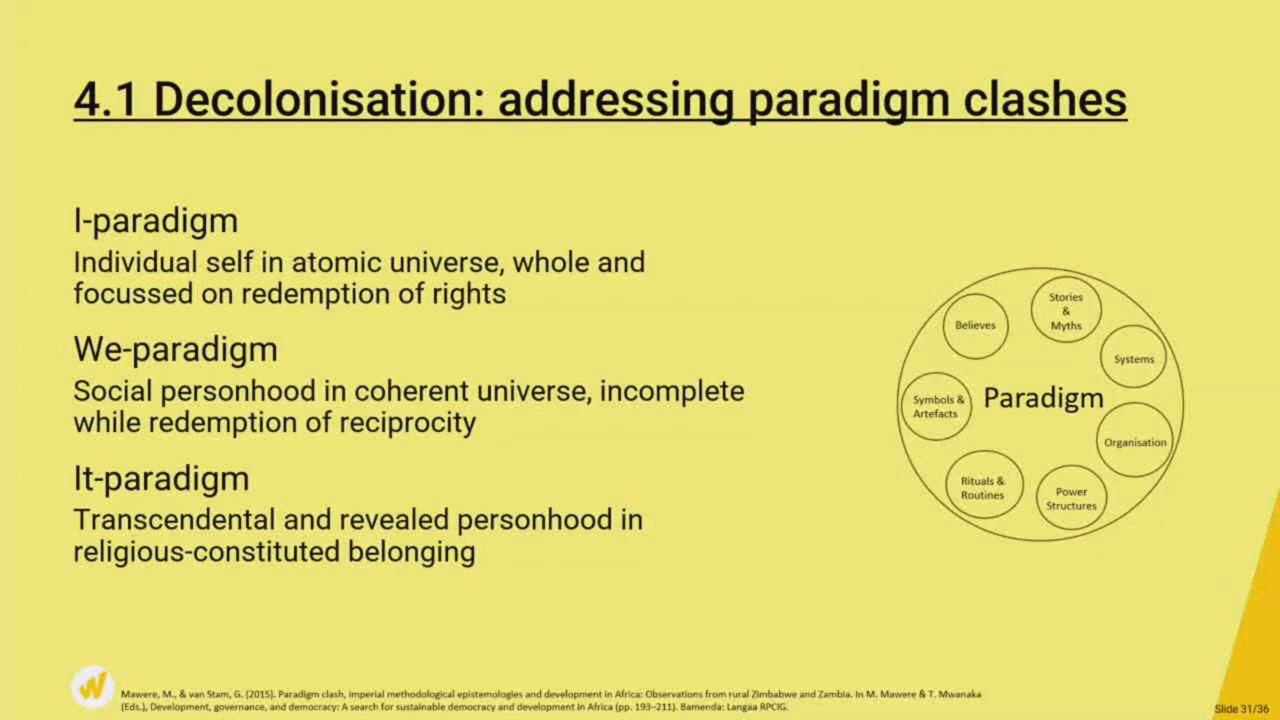 4.1 Decolonisation: addressing paradigm clashes
I-paradigm
Individual self in atomic universe, whole and
focussed on redemption of rights
We-paradigm
Social personhood in coherent universe, incomplete
while redemption of reciprocity
It-paradigm
Transcendental and revealed personhood in
religious-constituted belonging
Paradigm
Believes
Stories
&
Myths
Systems
Organisation
Power
Structures
Rituals &
Routines
Symbols &
Artefacts
Mawere, M., & van Stam, G. (2015). Paradigm clash, imperial methodological epistemologies and development in Africa: Observations from rural Zimbabwe and Zambia. In M. Mawere & T. Mwanaka
(Eds.), Development, governance, and democracy: A search for sustainable democracy and development in Africa (pp. 193–211). Bamenda: Langaa RPCIG.
Slide 31/36